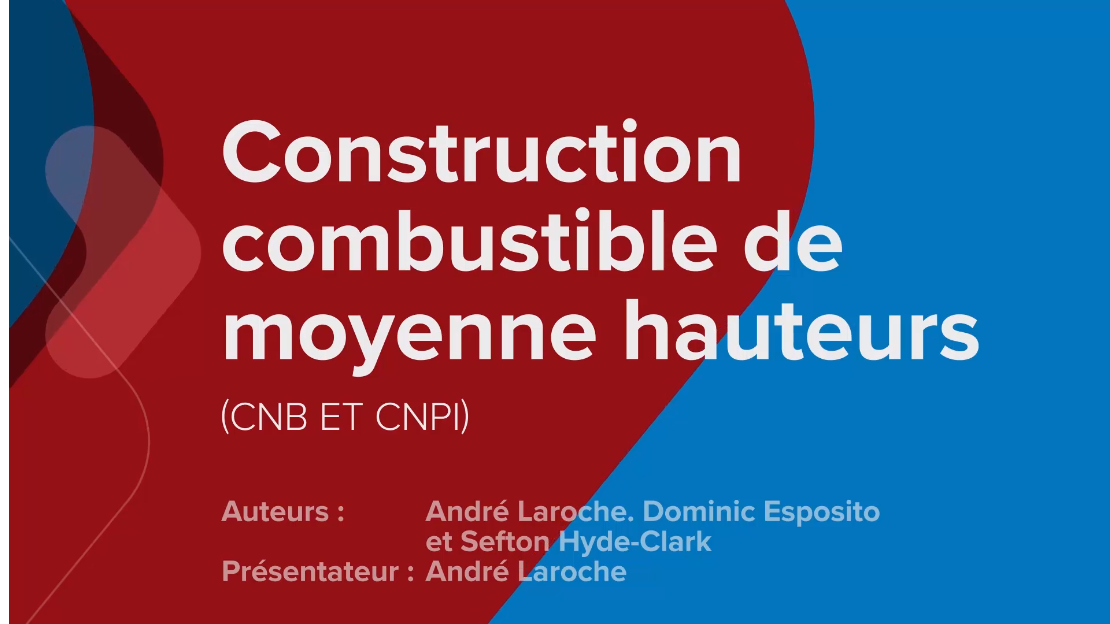 Construction
combustible de
moyenne hauteurs
(CNB ET CNPI)
Auteurs : André Laroche. Dominic Esposito
et Sefton Hyde-Clark
Présentateur : André Laroche